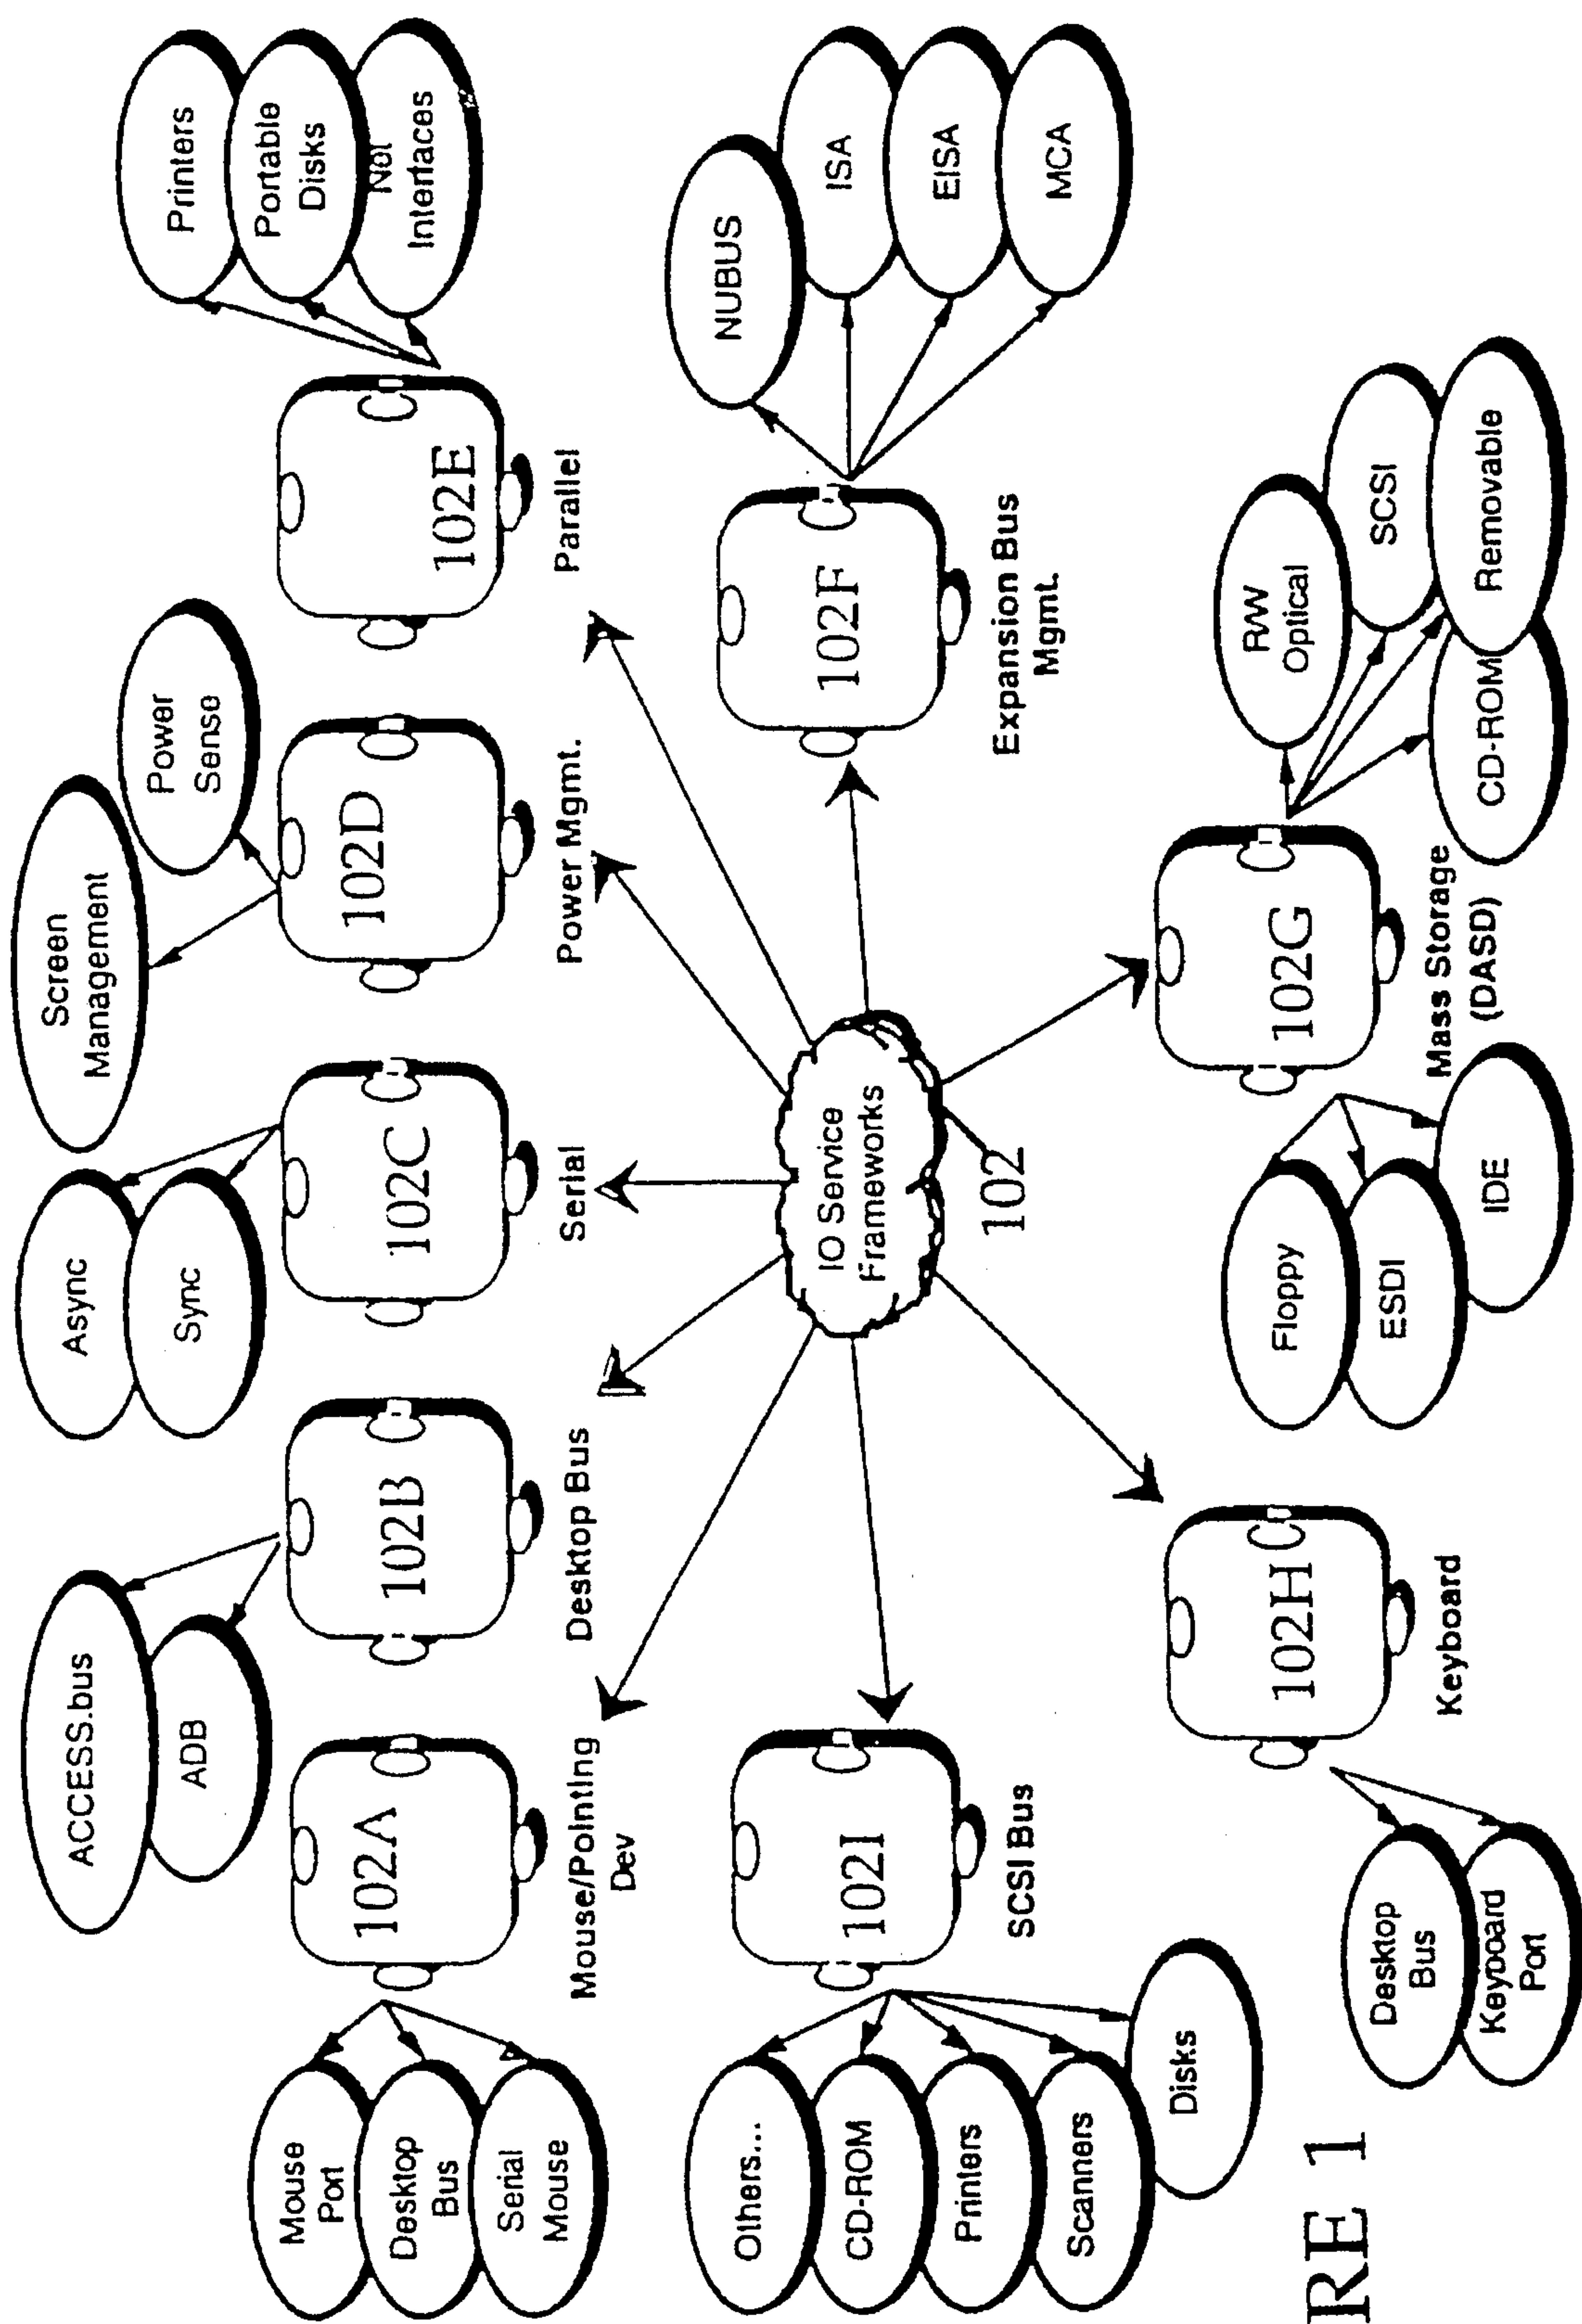 ACCESS.bus
ADB
Async
Sync
Screen
Management
Power
Sense
Printers
Portable
Disks
Net
Interfaces
Mouse
Port
Desktop
Bus
Serial
Mouse
102A
Mouse/Pointing
Dev
102B
Desktop Bus
102C
Serial
102D
Power Mgmt.
102E
Parallel
IO Service
Frameworks
102
Others...
CD-ROM
Printers
Scanners
Disks
102I
SCSI Bus
102F
Expansion Bus
Mgmt.
NUBUS
ISA
EISA
MCA
Desktop
Bus
Keyboard
Port
102H
Keyboard
Floppy
ESDI
IDE
102G
Mass Storage
(DASD)
R/W
Optical
SCSI
Removable
CD-ROM
RE 1